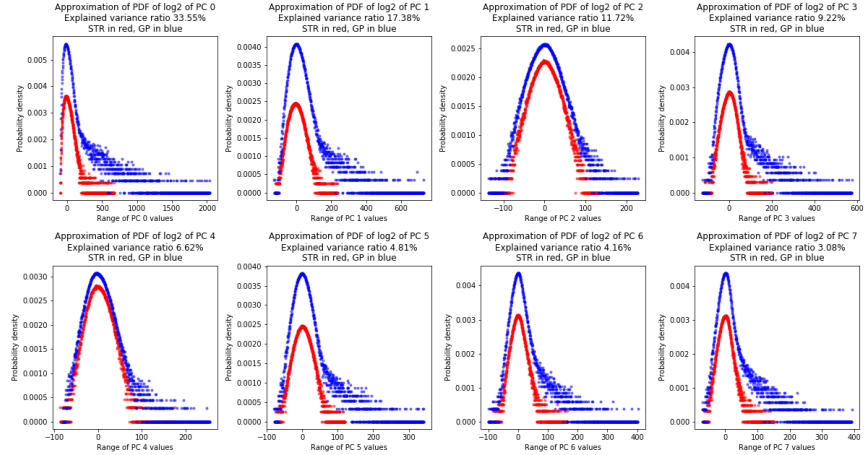 Approximation of PDF of log2 of PC 0
Explained variance ratio 33.55%
STR in red, GP in blue
Probability density
0.005
0.004
0.003
0.002
0.001
0.000
0 500 1000 1500 2000
Range of PC 0 values
Approximation of PDF of log2 of PC 1
Explained variance ratio 17.38%
STR in red, GP in blue
Probability density
0.0040
0.0035
0.0030
0.0025
0.0020
0.0015
0.0010
0.0005
0.0000
0 200 400 600
Range of PC 1 values
Approximation of PDF of log2 of PC 2
Explained variance ratio 11.72%
STR in red, GP in blue
Probability density
0.0025
0.0020
0.0015
0.0010
0.0005
0.0000
−100 0 100 200
Range of PC 2 values
Approximation of PDF of log2 of PC 3
Explained variance ratio 9.22%
STR in red, GP in blue
Probability density
0.004
0.003
0.002
0.001
0.000
0 200 400 600
Range of PC 3 values
Approximation of PDF of log2 of PC 4
Explained variance ratio 6.62%
STR in red, GP in blue
Probability density
0.0030
0.0025
0.0020
0.0015
0.0010
0.0005
0.0000
−100 0 100 200
Range of PC 4 values
Approximation of PDF of log2 of PC 5
Explained variance ratio 4.81%
STR in red, GP in blue
Probability density
0.0040
0.0035
0.0030
0.0025
0.0020
0.0015
0.0010
0.0005
0.0000
−100 0 100 200 300
Range of PC 5 values
Approximation of PDF of log2 of PC 6
Explained variance ratio 4.16%
STR in red, GP in blue
Probability density
0.004
0.003
0.002
0.001
0.000
−100 0 100 200 300 400
Range of PC 6 values
Approximation of PDF of log2 of PC 7
Explained variance ratio 3.08%
STR in red, GP in blue
Probability density
0.004
0.003
0.002
0.001
0.000
0 100 200 300 400
Range of PC 7 values